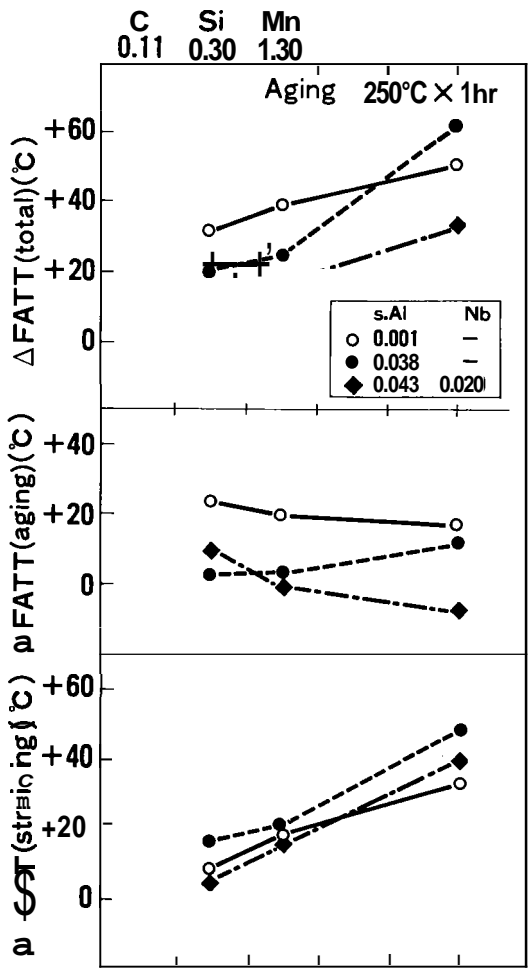 C Si Mn
0.11 0.30 1.30
Aging 250°C × 1hr
+60
+40
+20
0
△FATT(total)(℃)
s.Al Nb
0.001 –
0.038 –
0.043 0.020
+40
+20
0
FATT(aging)(℃)
+60
+40
+20
0